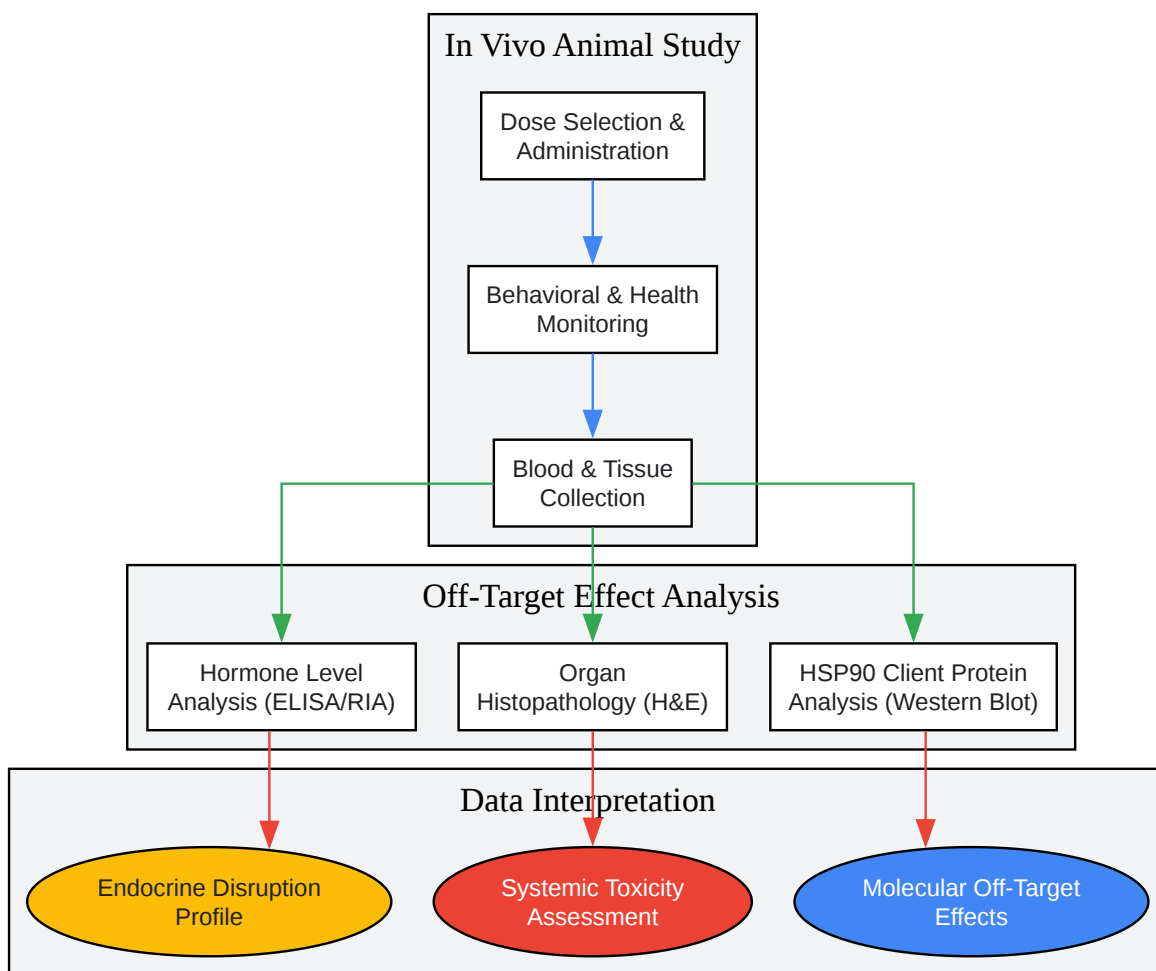 In Vivo Animal Study
Dose Selection &
Administration
Behavioral & Health
Monitoring
Blood & Tissue
Collection
Off-Target Effect Analysis
Hormone Level
Analysis (ELISA/RIA)
Organ
Histopathology (H&E)
HSP90 Client Protein
Analysis (Western Blot)
Data Interpretation
Endocrine Disruption
Profile
Systemic Toxicity
Assessment
Molecular Off-Target
Effects